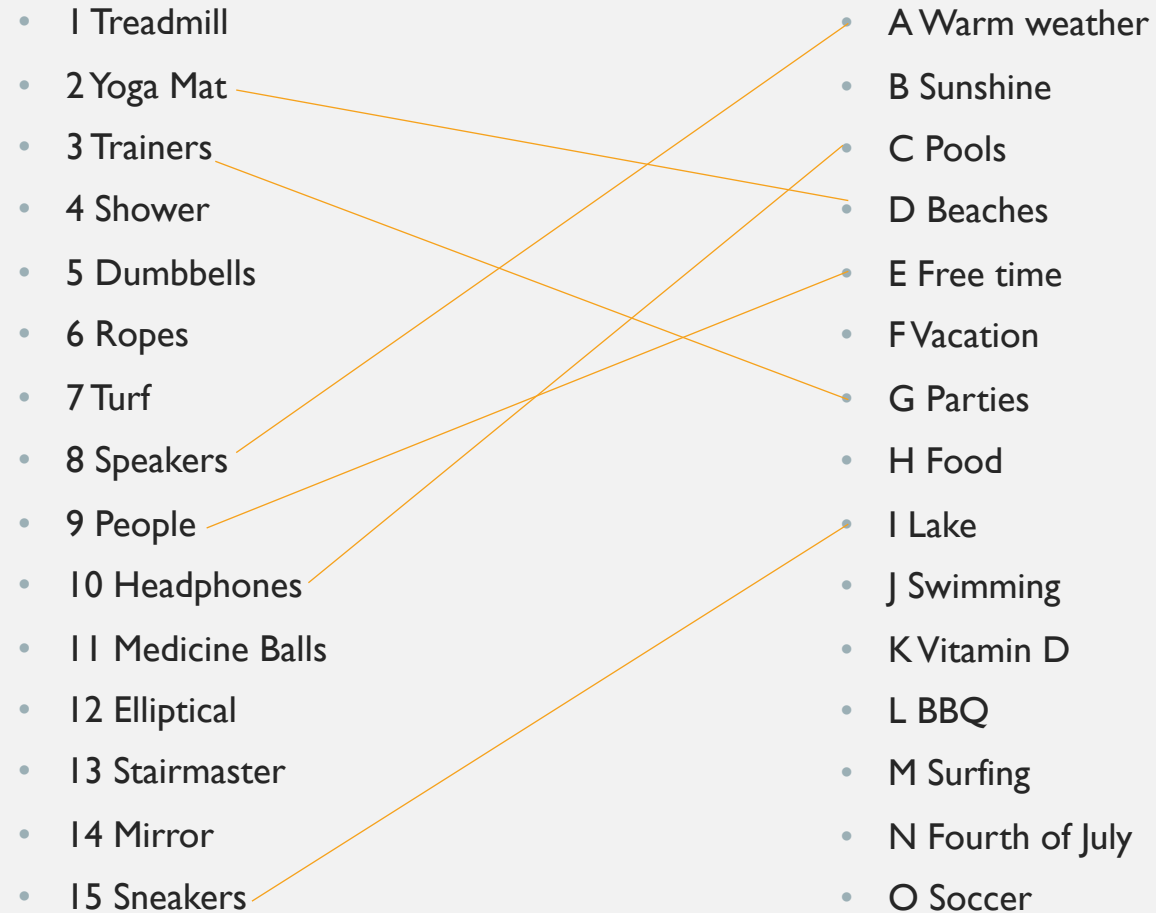 1 Treadmill
2 Yoga Mat
3 Trainers
4 Shower
5 Dumbbells
6 Ropes
7 Turf
8 Speakers
9 People
10 Headphones
11 Medicine Balls
12 Elliptical
13 Stairmaster
14 Mirror
15 Sneakers
A Warm weather
B Sunshine
C Pools
D Beaches
E Free time
F Vacation
G Parties
H Food
I Lake
J Swimming
K Vitamin D
L BBQ
M Surfing
N Fourth of July
O Soccer